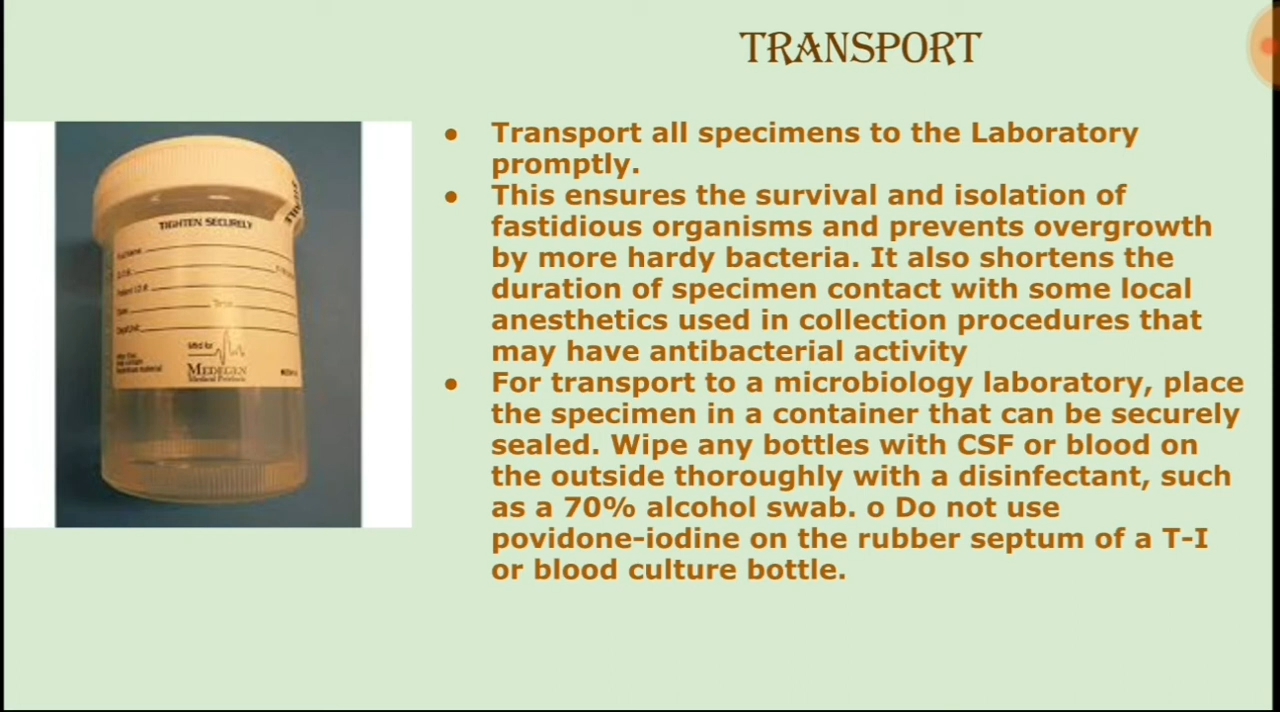 TRANSPORT
TIGHTEN SECURELY
Mfd for
MEDEGEN
Medical Products
● Transport all specimens to the Laboratory
promptly.
● This ensures the survival and isolation of
fastidious organisms and prevents overgrowth
by more hardy bacteria. It also shortens the
duration of specimen contact with some local
anesthetics used in collection procedures that
may have antibacterial activity
● For transport to a microbiology laboratory, place
the specimen in a container that can be securely
sealed. Wipe any bottles with CSF or blood on
the outside thoroughly with a disinfectant, such
as a 70% alcohol swab. o Do not use
povidone-iodine on the rubber septum of a T-I
or blood culture bottle.